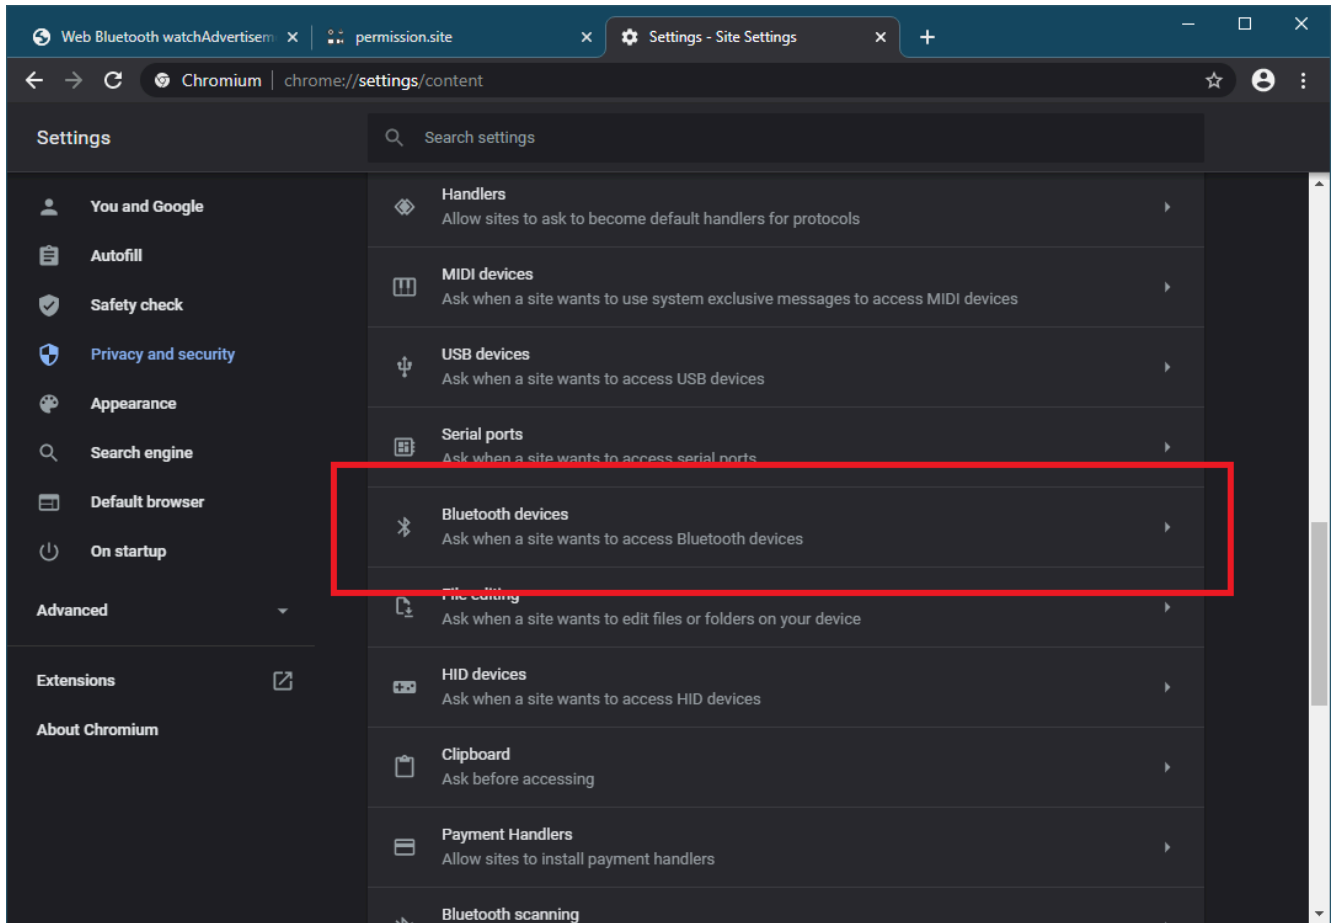 Web Bluetooth watchAdvertisem
permission.site
Settings - Site Settings
Chromium
chrome://settings/content
Settings
Search settings
You and Google
Autofill
Safety check
Privacy and security
Appearance
Search engine
Default browser
On startup
Advanced
Extensions
About Chromium
Handlers
Allow sites to ask to become default handlers for protocols
MIDI devices
Ask when a site wants to use system exclusive messages to access MIDI devices
USB devices
Ask when a site wants to access USB devices
Serial ports
Ask when a site wants to access serial ports
Bluetooth devices
Ask when a site wants to access Bluetooth devices
File editing
Ask when a site wants to edit files or folders on your device
HID devices
Ask when a site wants to access HID devices
Clipboard
Ask before accessing
Payment Handlers
Allow sites to install payment handlers
Bluetooth scanning